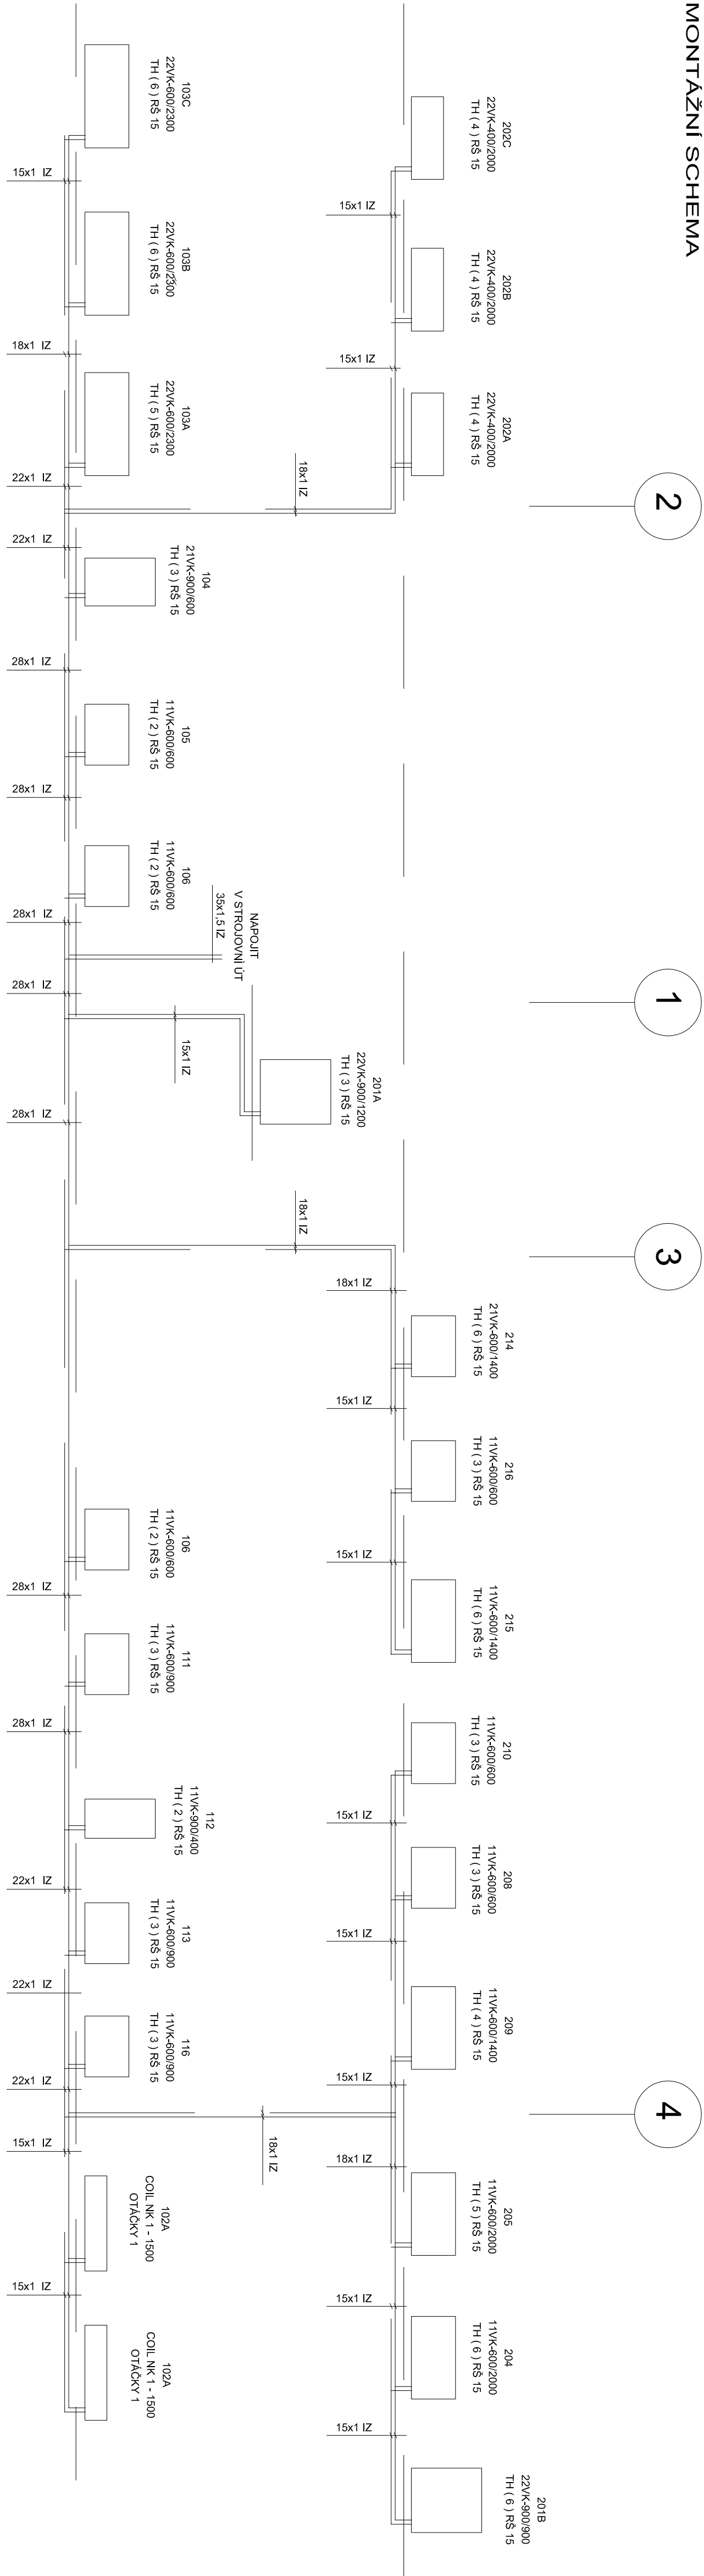 MONTÁŽNÍ SCHEMA
2
1
3
4
202C
22VK-400/2000
TH ( 4 ) RŠ 15
202B
22VK-400/2000
TH ( 4 ) RŠ 15
202A
22VK-400/2000
TH ( 4 ) RŠ 15
15x1 IZ
15x1 IZ
18x1 IZ
103C
22VK-600/2300
TH ( 6 ) RŠ 15
103B
22VK-600/2300
TH ( 6 ) RŠ 15
103A
22VK-600/2300
TH ( 5 ) RŠ 15
104
21VK-900/600
TH ( 3 ) RŠ 15
105
11VK-600/600
TH ( 2 ) RŠ 15
106
11VK-600/600
TH ( 2 ) RŠ 15
15x1 IZ
18x1 IZ
22x1 IZ
22x1 IZ
28x1 IZ
28x1 IZ
28x1 IZ
28x1 IZ
28x1 IZ
NAPOJIT
V STROJOVNÍ ÚT
35x1,5 IZ
15x1 IZ
201A
22VK-900/1200
TH ( 3 ) RŠ 15
18x1 IZ
18x1 IZ
214
21VK-600/1400
TH ( 6 ) RŠ 15
15x1 IZ
216
11VK-600/600
TH ( 3 ) RŠ 15
15x1 IZ
215
11VK-600/1400
TH ( 6 ) RŠ 15
210
11VK-600/600
TH ( 3 ) RŠ 15
15x1 IZ
208
11VK-600/600
TH ( 3 ) RŠ 15
15x1 IZ
209
11VK-600/1400
TH ( 4 ) RŠ 15
15x1 IZ
18x1 IZ
18x1 IZ
205
11VK-600/2000
TH ( 5 ) RŠ 15
15x1 IZ
204
11VK-600/2000
TH ( 6 ) RŠ 15
15x1 IZ
201B
22VK-900/900
TH ( 6 ) RŠ 15
106
11VK-600/600
TH ( 2 ) RŠ 15
28x1 IZ
111
11VK-600/900
TH ( 3 ) RŠ 15
28x1 IZ
112
11VK-900/400
TH ( 2 ) RŠ 15
22x1 IZ
113
11VK-600/900
TH ( 3 ) RŠ 15
22x1 IZ
116
11VK-600/900
TH ( 3 ) RŠ 15
22x1 IZ
15x1 IZ
102A
COIL NK 1 - 1500
OTÁČKY 1
15x1 IZ
102A
COIL NK 1 - 1500
OTÁČKY 1